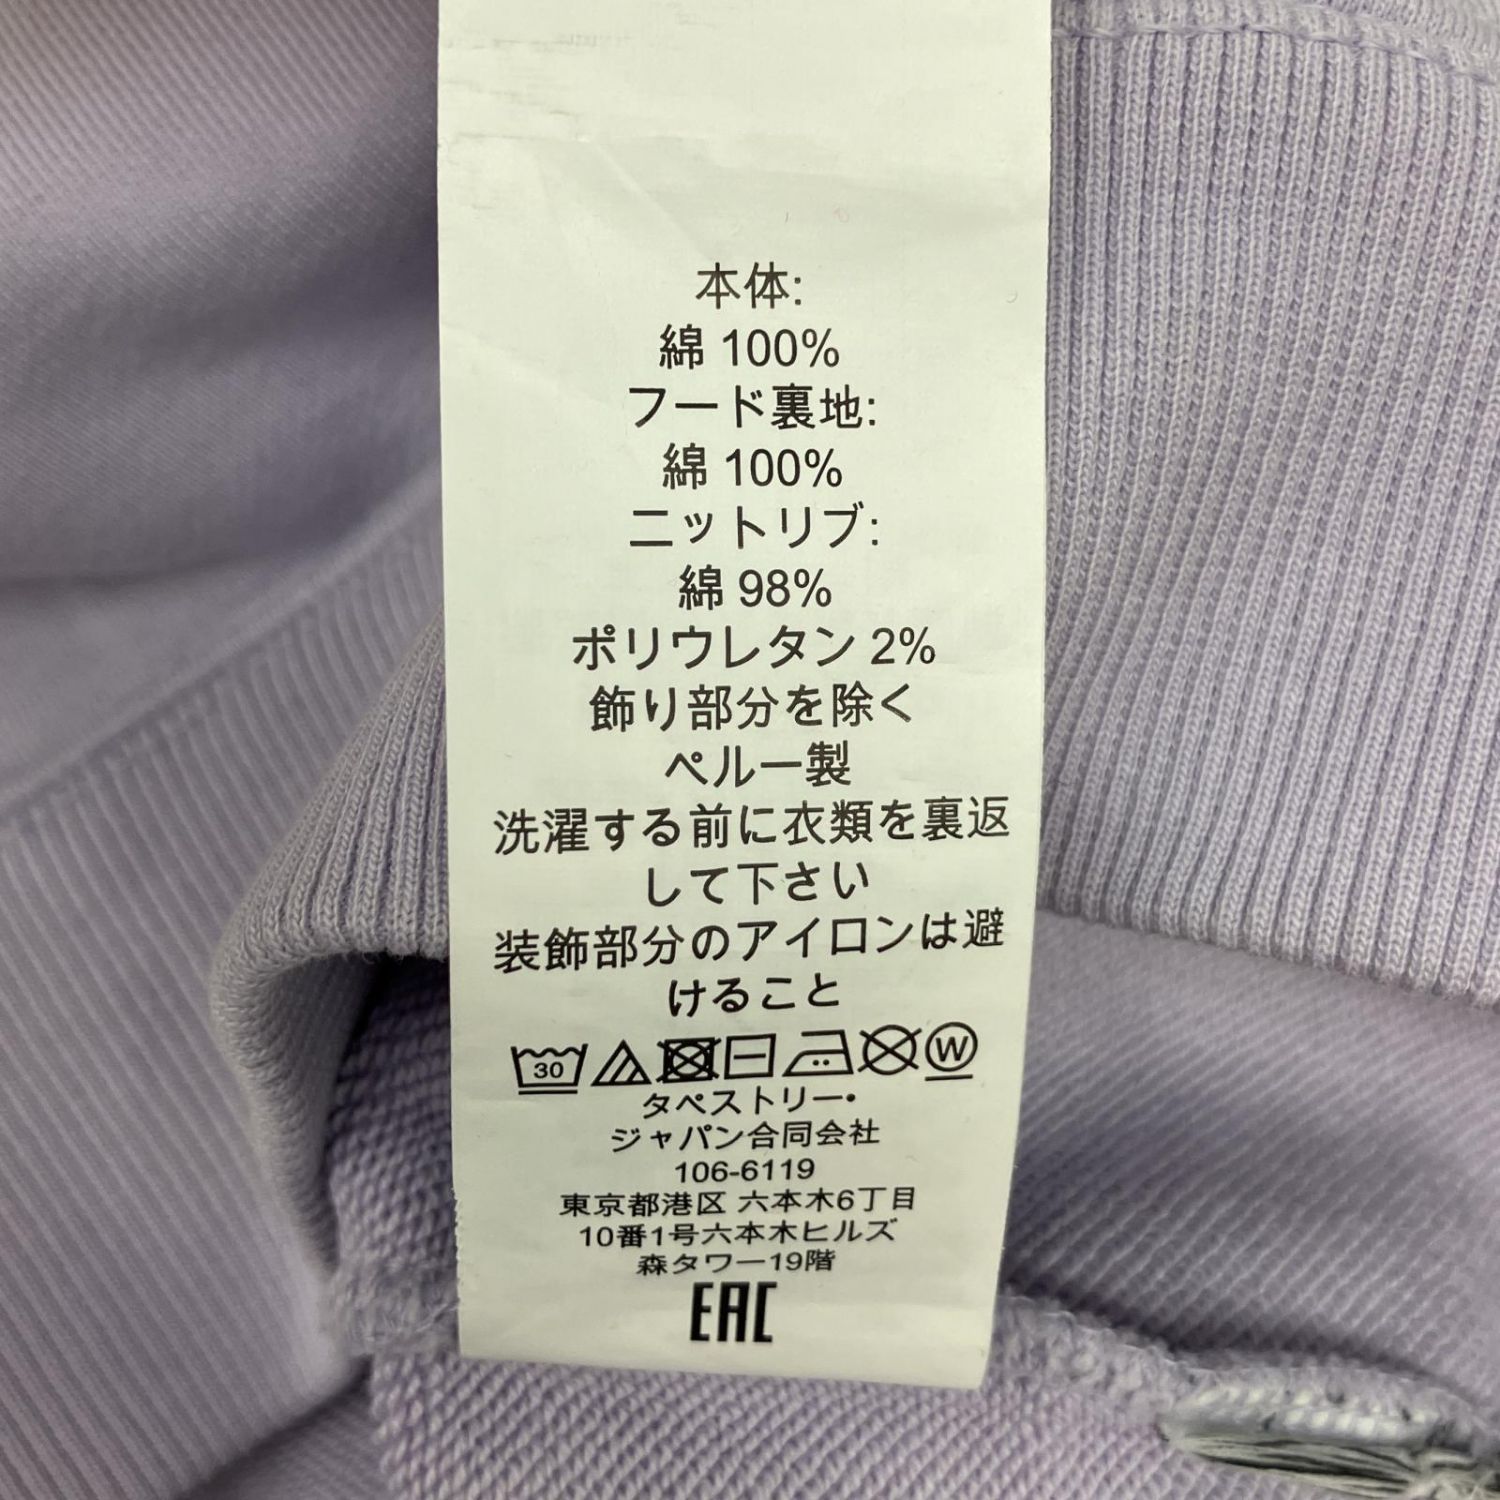 本体:
綿 100%
フード裏地:
綿 100%
ニットリブ:
綿 98%
ポリウレタン 2%
飾り部分を除く
ペルー製
洗濯する前に衣類を裏返
して下さい
装飾部分のアイロンは避
けること
30 W
タペストリー•
ジャパン合同会社
106-6119
東京都港区 六本木6丁目
10番1号六本木ヒルズ
森タワー19階
EAC